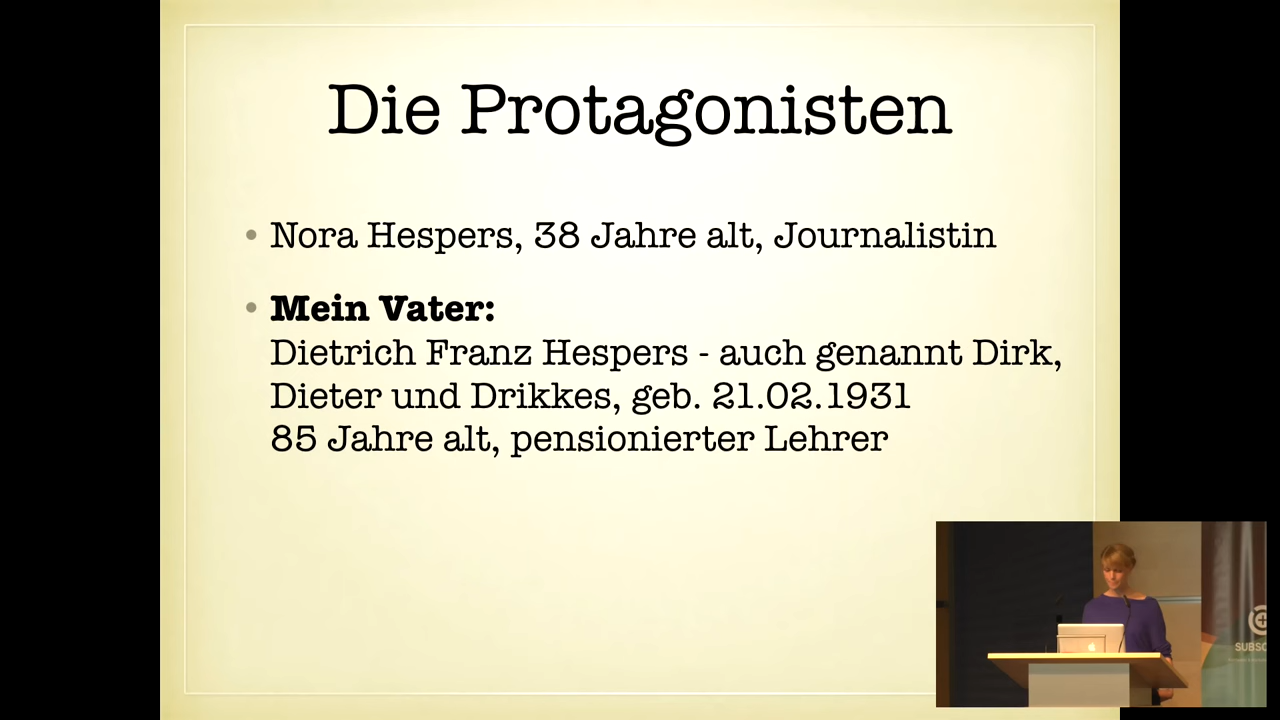 Die Protagonisten
• Nora Hespers, 38 Jahre alt, Journalistin
• Mein Vater:
Dietrich Franz Hespers - auch genannt Dirk,
Dieter und Drikkes, geb. 21.02.1931
85 Jahre alt, pensionierter Lehrer